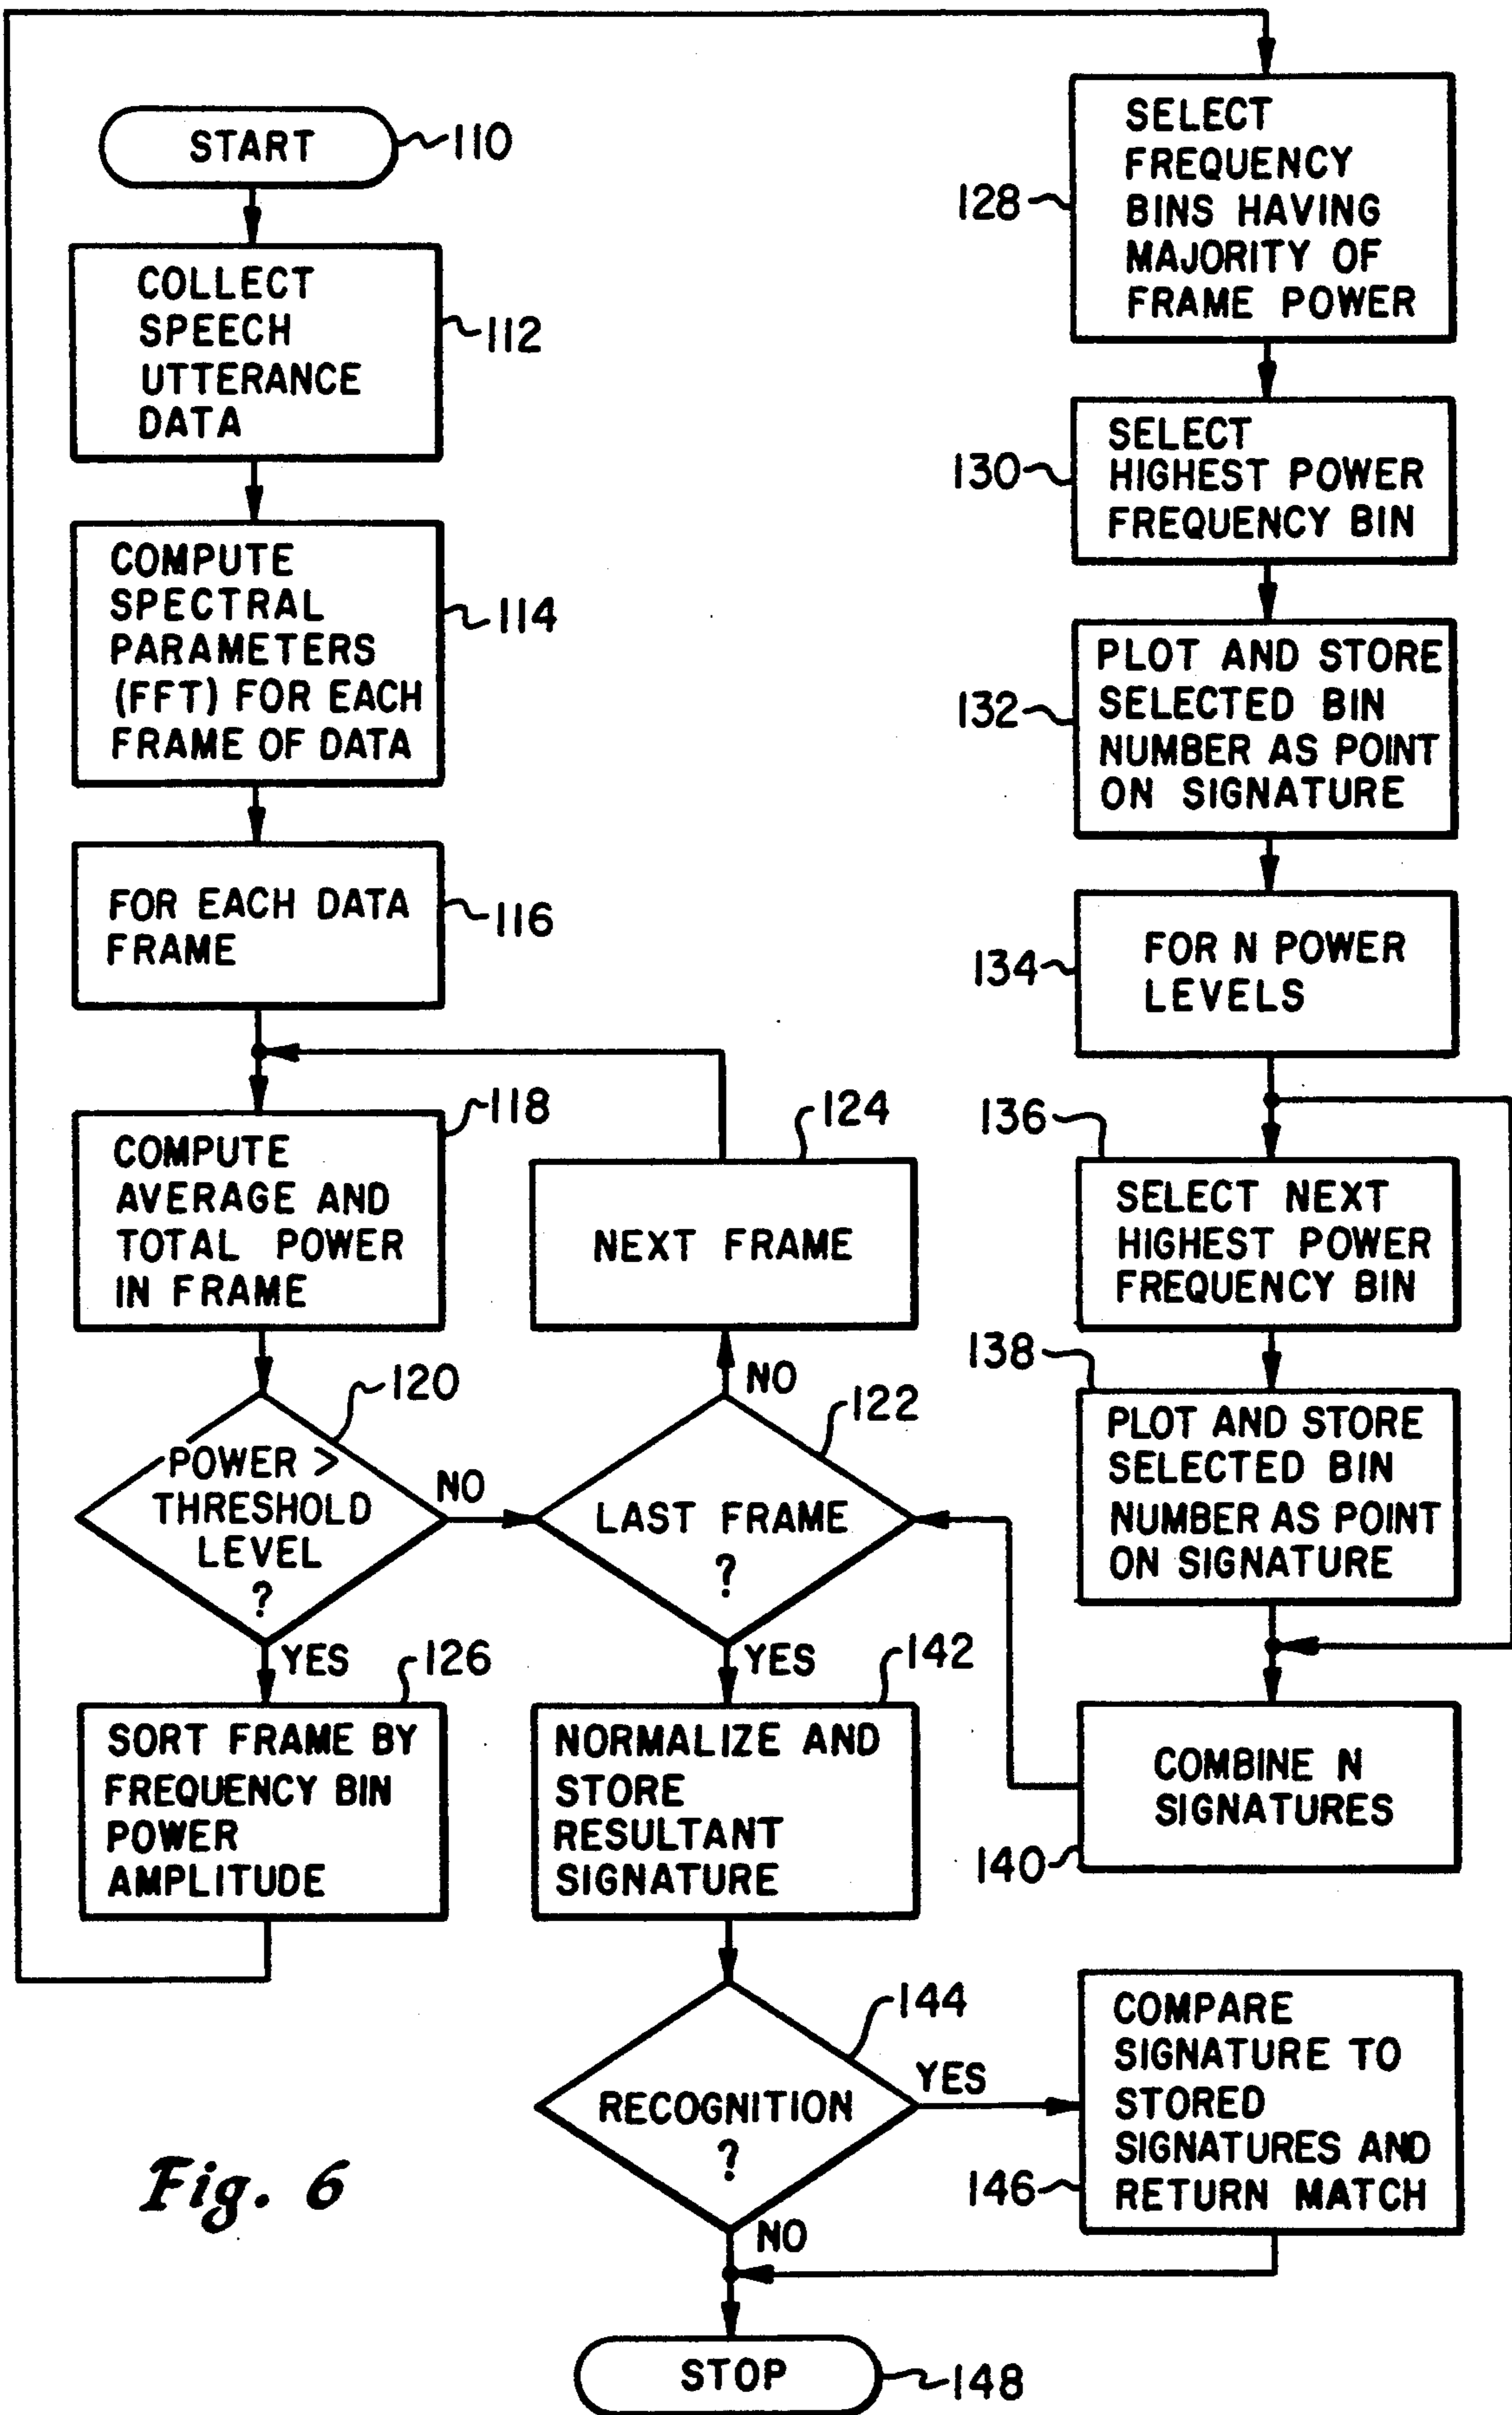 START
110
COLLECT
SPEECH
UTTERANCE
DATA
112
COMPUTE
SPECTRAL
PARAMETERS
(FFT) FOR EACH
FRAME OF DATA
114
FOR EACH DATA
FRAME
116
COMPUTE
AVERAGE AND
TOTAL POWER
IN FRAME
118
POWER >
THRESHOLD
LEVEL
?
120
NO
YES
SORT FRAME BY
FREQUENCY BIN
POWER
AMPLITUDE
126
124
NEXT FRAME
NO
122
LAST FRAME
?
YES
142
NORMALIZE AND
STORE
RESULTANT
SIGNATURE
144
RECOGNITION
?
YES
NO
STOP
148
SELECT
FREQUENCY
BINS HAVING
MAJORITY OF
FRAME POWER
128
SELECT
HIGHEST POWER
FREQUENCY BIN
130
PLOT AND STORE
SELECTED BIN
NUMBER AS POINT
ON SIGNATURE
132
FOR N POWER
LEVELS
134
136
SELECT NEXT
HIGHEST POWER
FREQUENCY BIN
138
PLOT AND STORE
SELECTED BIN
NUMBER AS POINT
ON SIGNATURE
COMBINE N
SIGNATURES
140
COMPARE
SIGNATURE TO
STORED
SIGNATURES AND
RETURN MATCH
146
Fig. 6